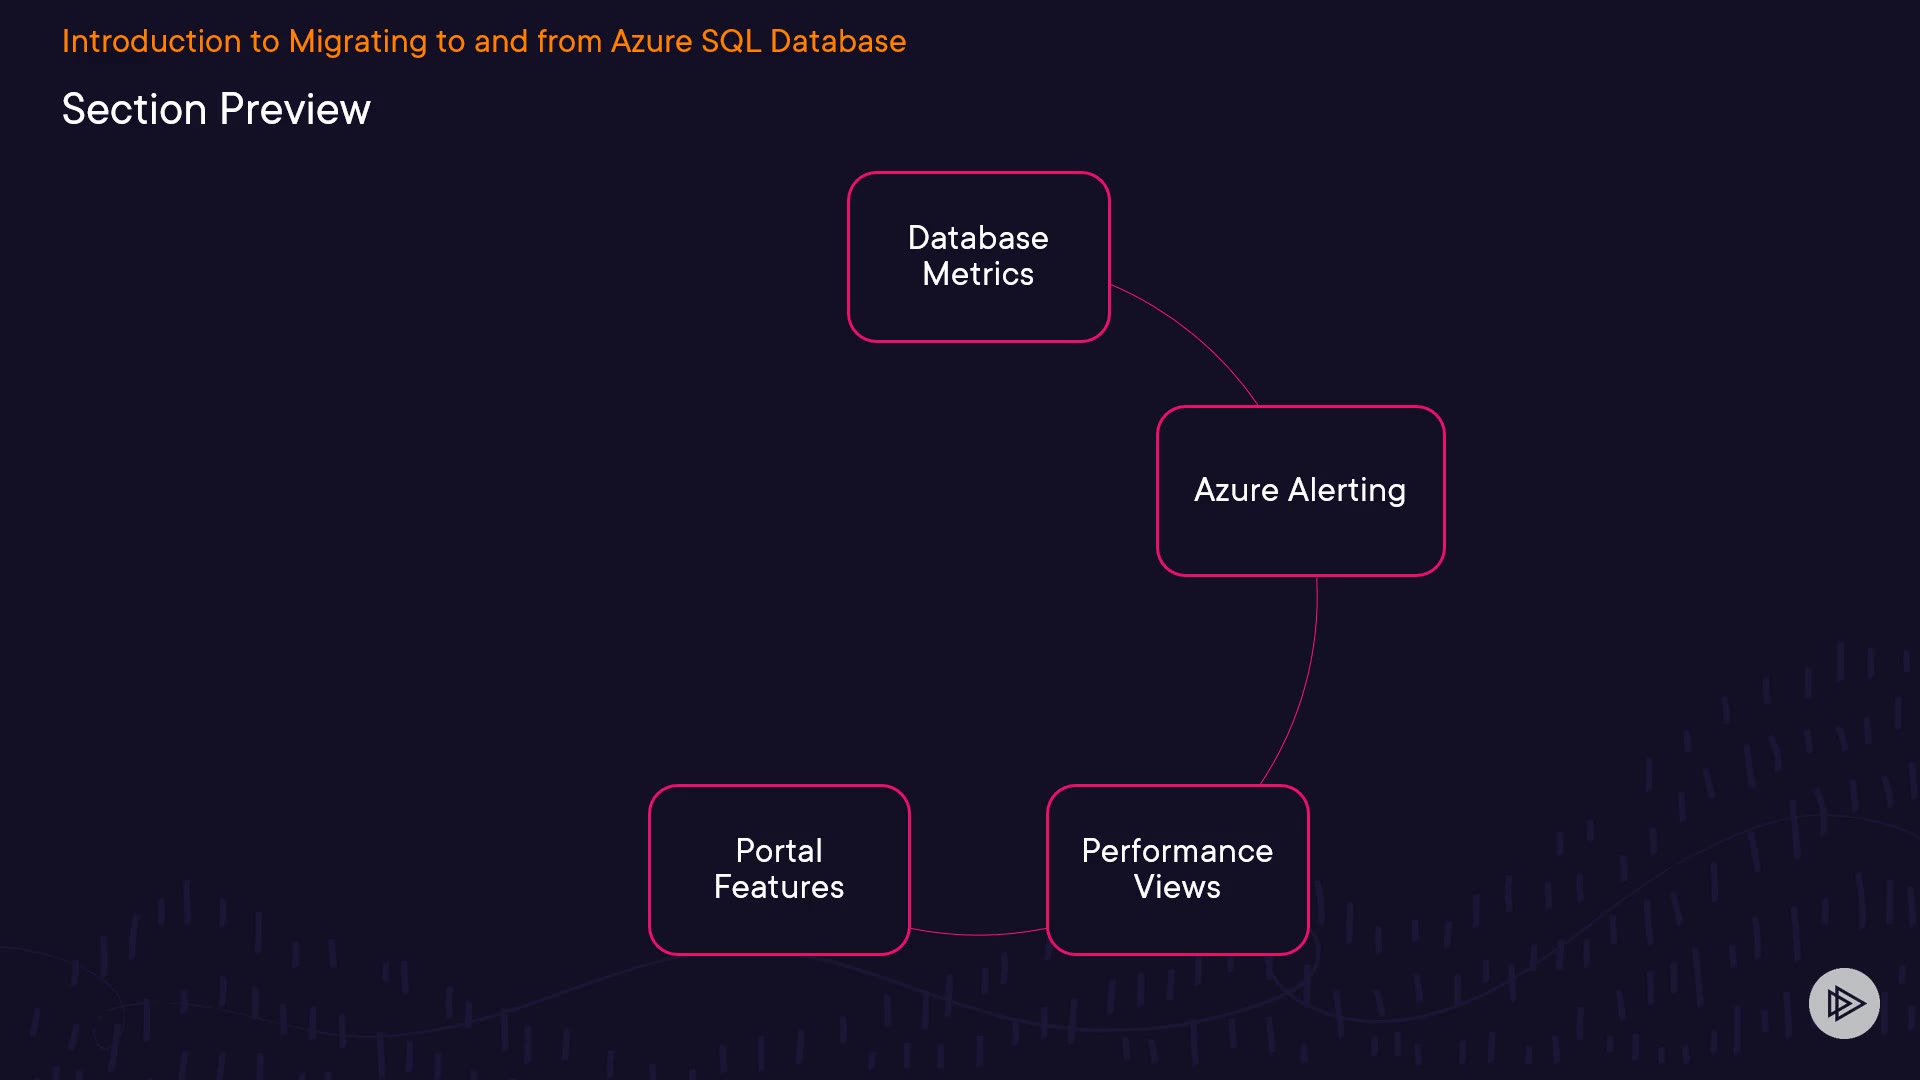 Introduction to Migrating to and from Azure SQL Database
Section Preview
Database
Metrics
Azure Alerting
Performance
Views
Portal
Features